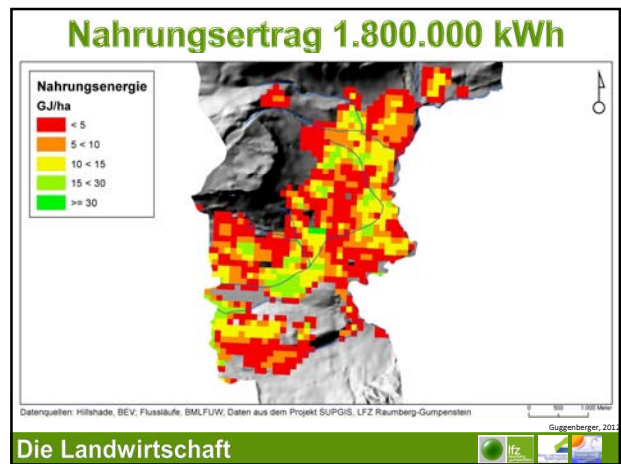 Nahrungsertrag 1.800.000 kWh
Nahrungsenergie
GJ/ha
< 5
5 < 10
10 < 15
15 < 30
>= 30
Datenquellen: Hillshade, BEV; Flussläufe, BMLFUW; Daten aus dem Projekt SUPGIS, LFZ Raumberg-Gumpenstein
0 500 1.000 Meter
Guggenberger, 2012
Die Landwirtschaft
lfz
raumberg
gumpenstein